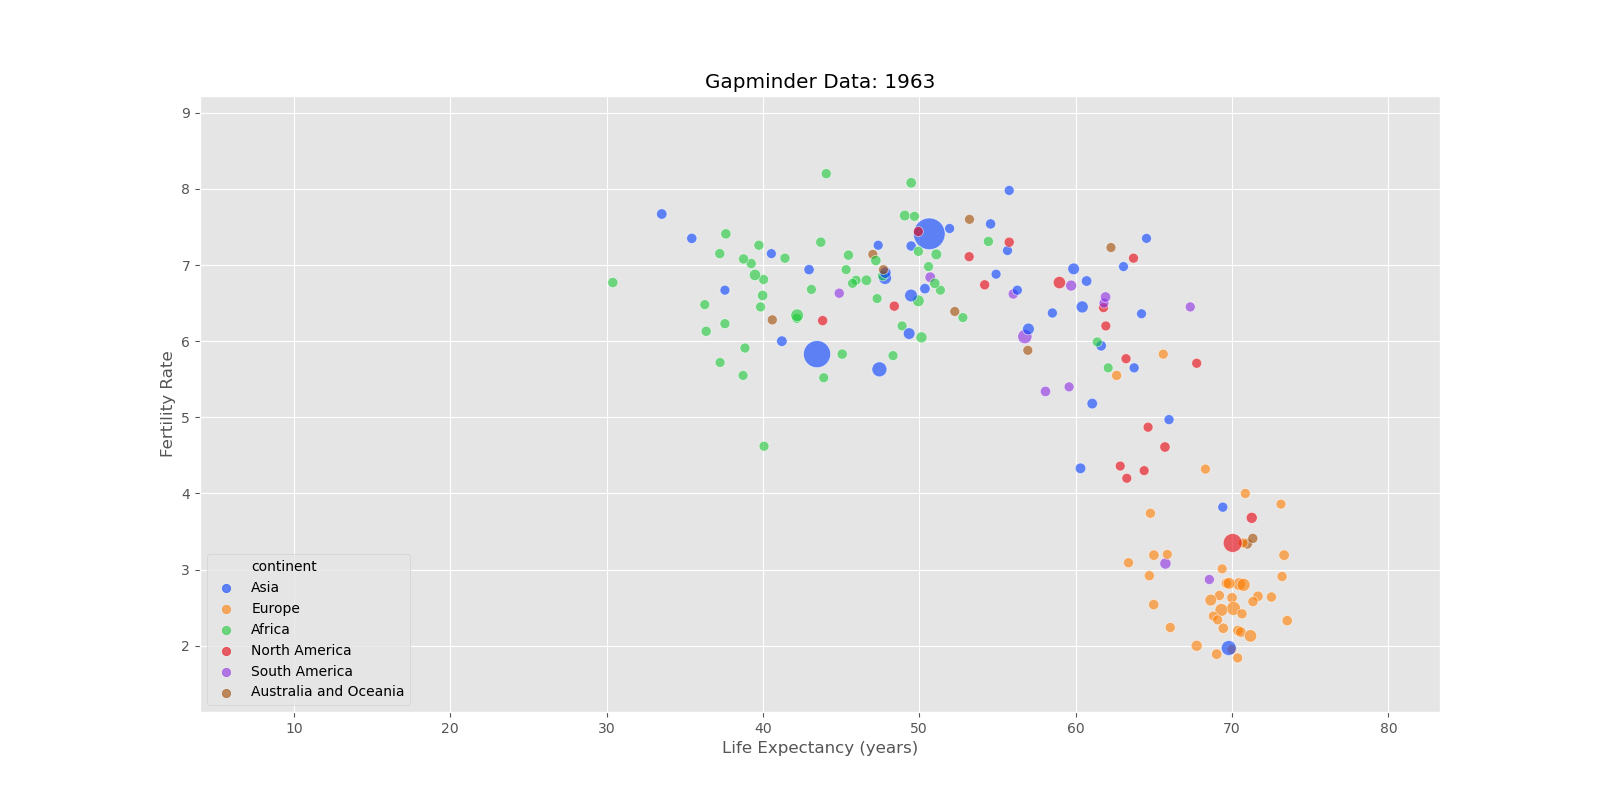 Gapminder Data: 1963
9
8
7
6
5
4
3
2
Fertility Rate
continent
Asia
Europe
Africa
North America
South America
Australia and Oceania
10 20 30 40 50 60 70 80
Life Expectancy (years)